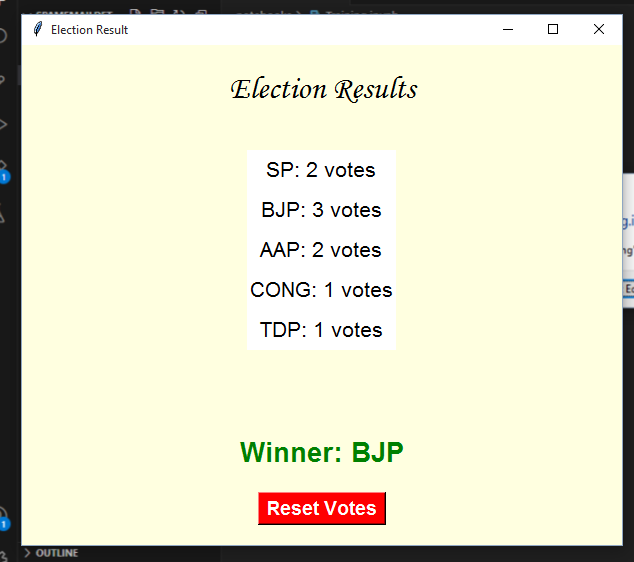 Election Result
Election Results
SP: 2 votes
BJP: 3 votes
AAP: 2 votes
CONG: 1 votes
TDP: 1 votes
Winner: BJP
Reset Votes
OUTLINE